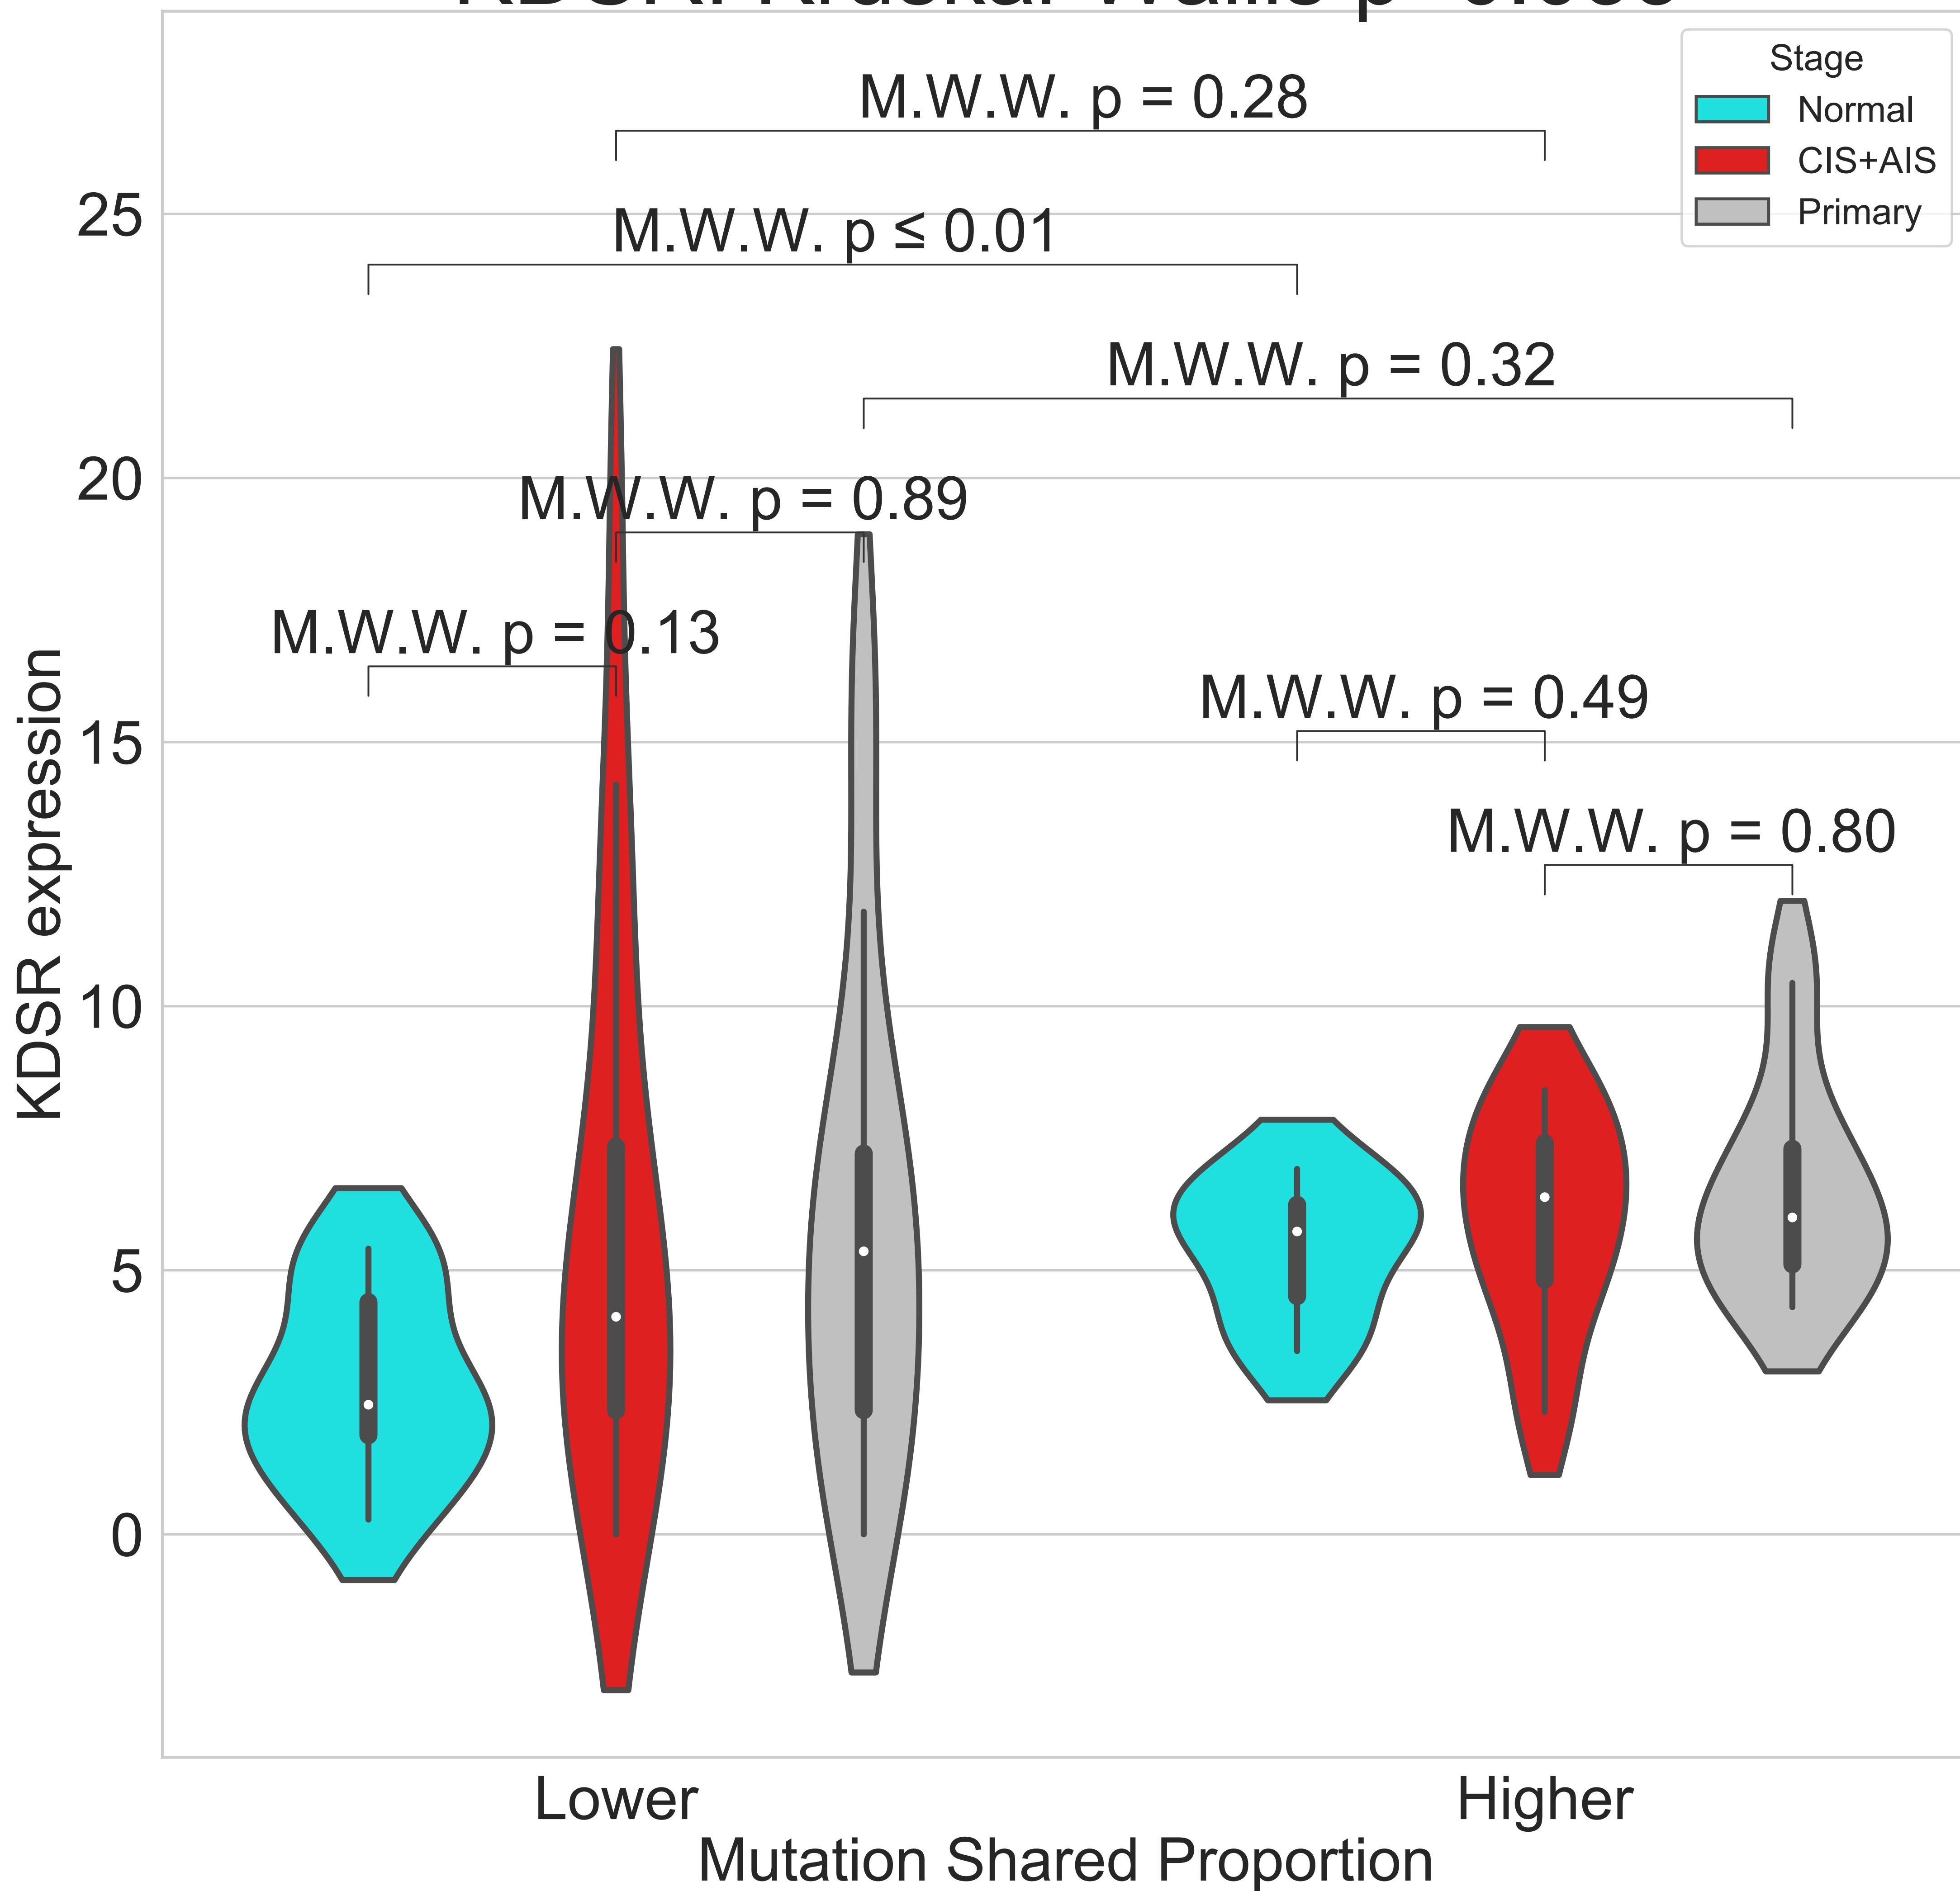 Stage
Normal
CIS+AIS
Primary
M.W.W. p = 0.28
M.W.W. p ≤ 0.01
M.W.W. p = 0.32
M.W.W. p = 0.89
M.W.W. p = 0.13
M.W.W. p = 0.49
M.W.W. p = 0.80
25
20
15
10
5
0
KDSR expression
Lower
Higher
Mutation Shared Proportion